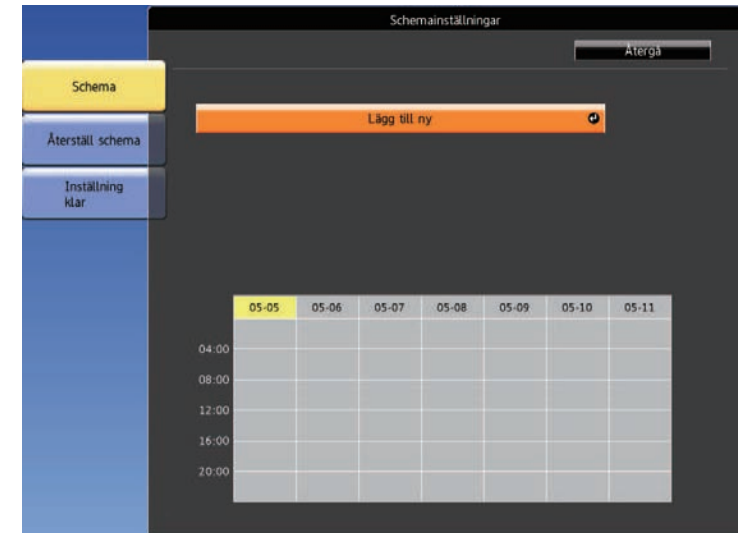 Schemainställningar
Återgå
Schema
Lägg till ny
Återställ schema
Inställning
klar
05-05 05-06 05-07 05-08 05-09 05-10 05-11
04:00
08:00
12:00
16:00
20:00